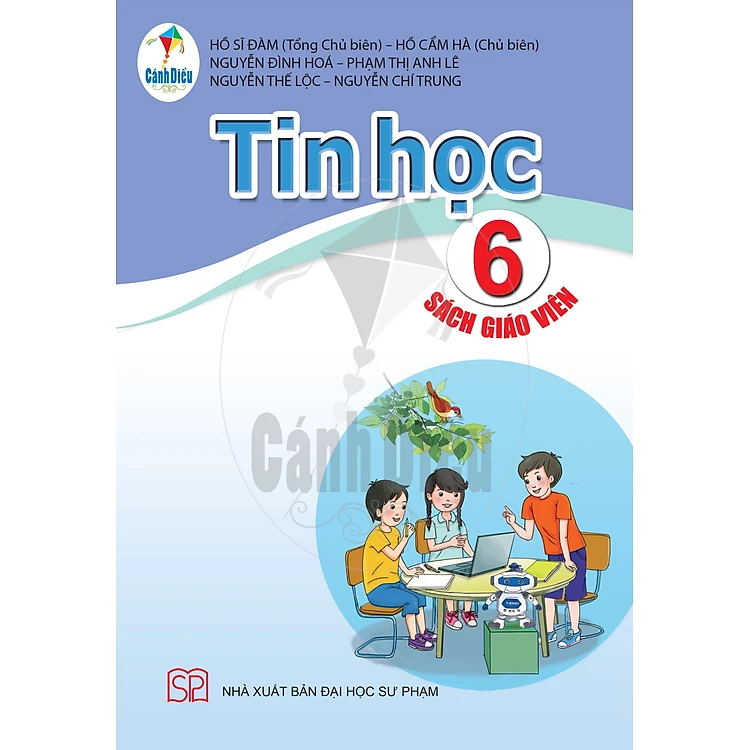 Cánh Diều
HỒ SĨ ĐÀM (Tổng Chủ biên) – HỒ CẨM HÀ (Chủ biên)
NGUYỄN ĐÌNH HOÁ – PHẠM THỊ ANH LÊ
NGUYỄN THẾ LỘC – NGUYỄN CHÍ TRUNG
Tin học
6
SÁCH GIÁO VIÊN
Cánh Diều
SP
NHÀ XUẤT BẢN ĐẠI HỌC SƯ PHẠM